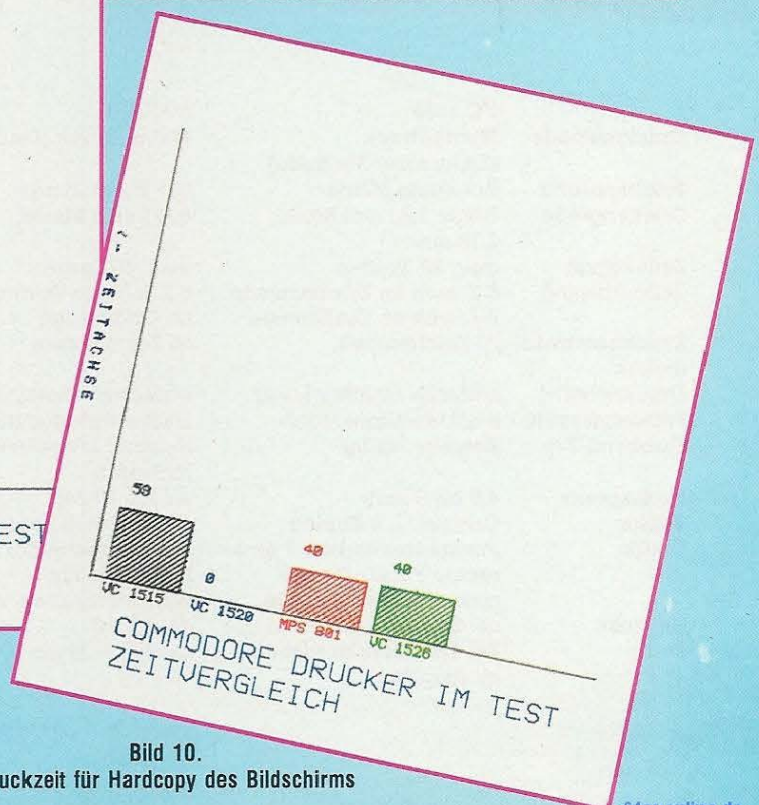 <- ZEITACHSE
59
0
40
40
VC 1515
VC 1520
MPS 801
VC 1526
COMMODORE DRUCKER IM TEST
ZEITVERGLEICH
EST
Bild 10.
uckzeit für Hardcopy des Bildschirms